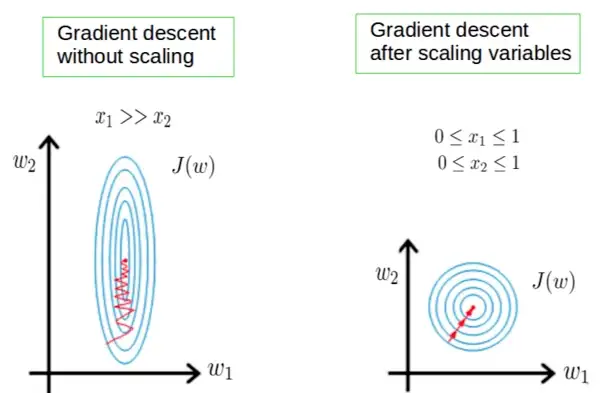 Gradient descent
without scaling
x₁ >> x₂
w₂
J(w)
w₁
Gradient descent
after scaling variables
0 ≤ x₁ ≤ 1
0 ≤ x₂ ≤ 1
w₂
J(w)
w₁